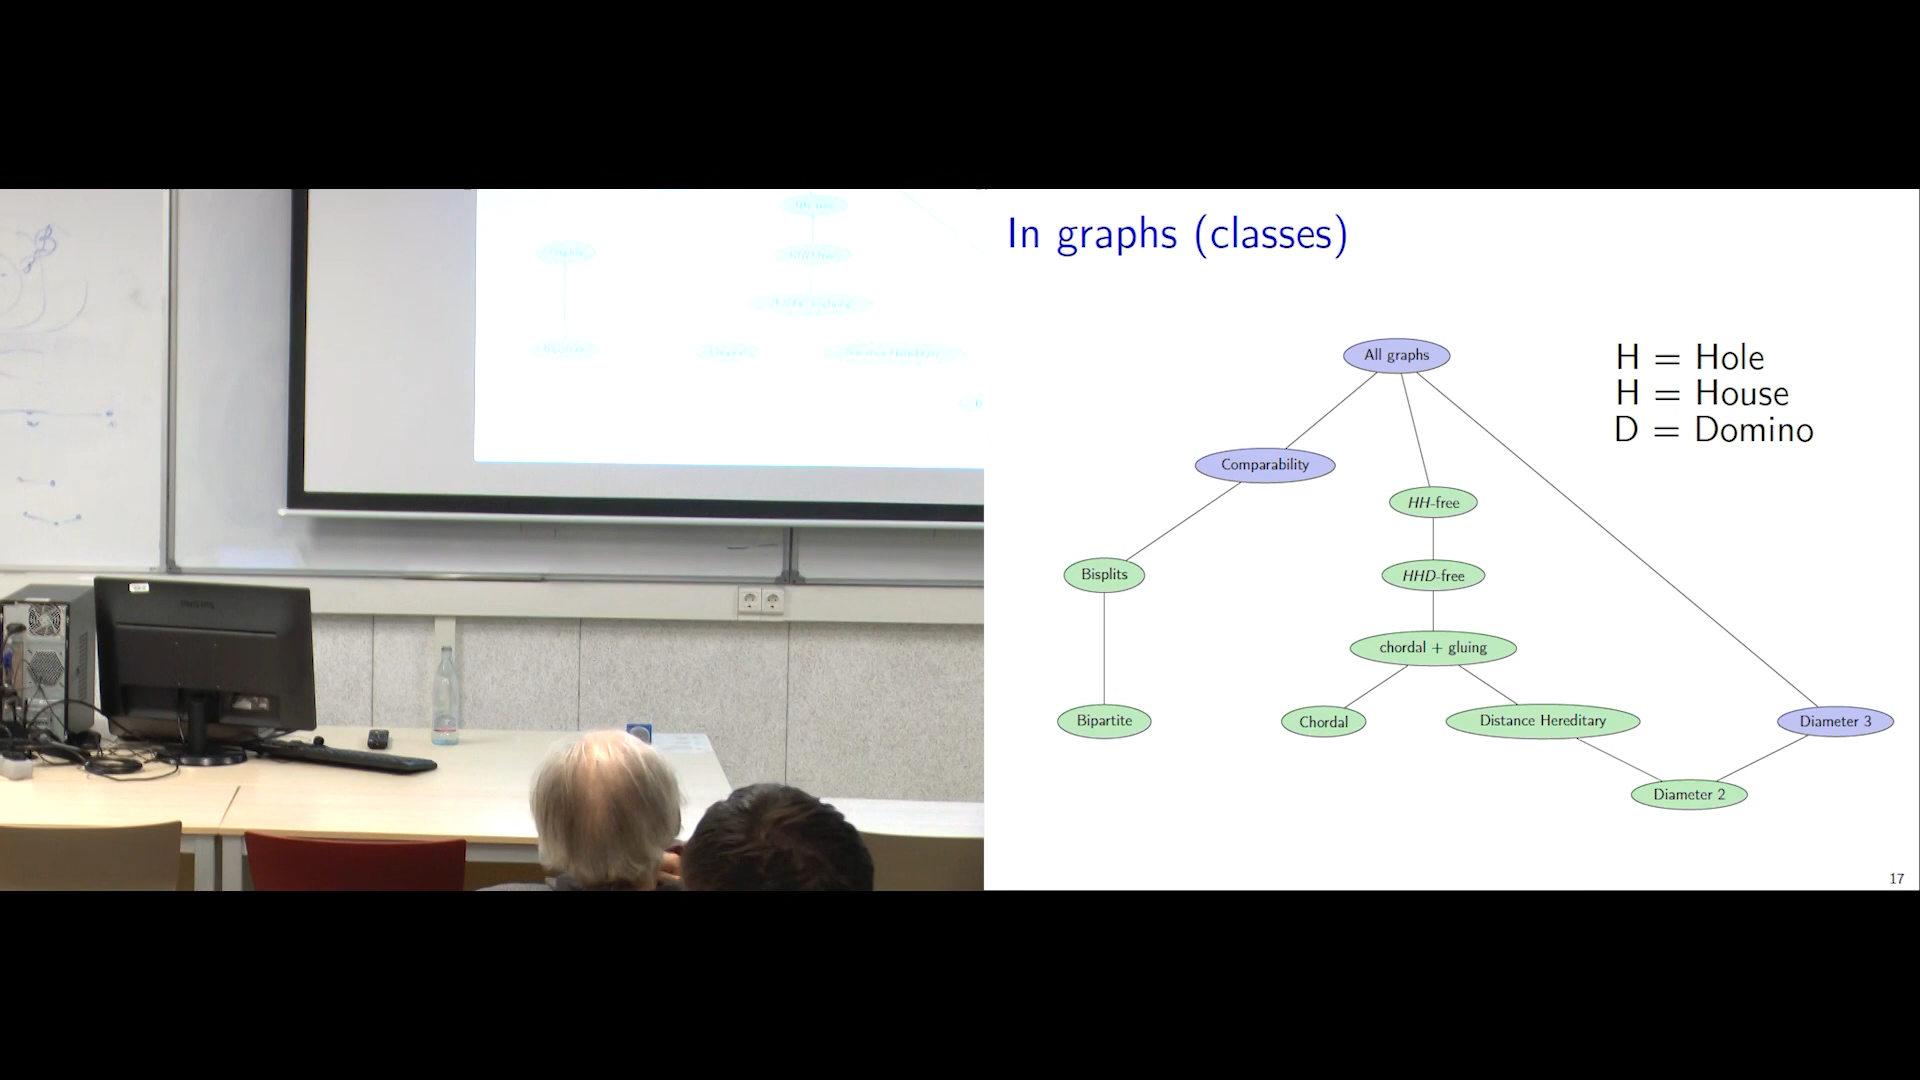 In graphs (classes)
All graphs
H = Hole
H = House
D = Domino
Comparability
HH-free
Bisplits
HHD-free
chordal + gluing
Bipartite
Chordal
Distance Hereditary
Diameter 3
Diameter 2
17
PHILIPS